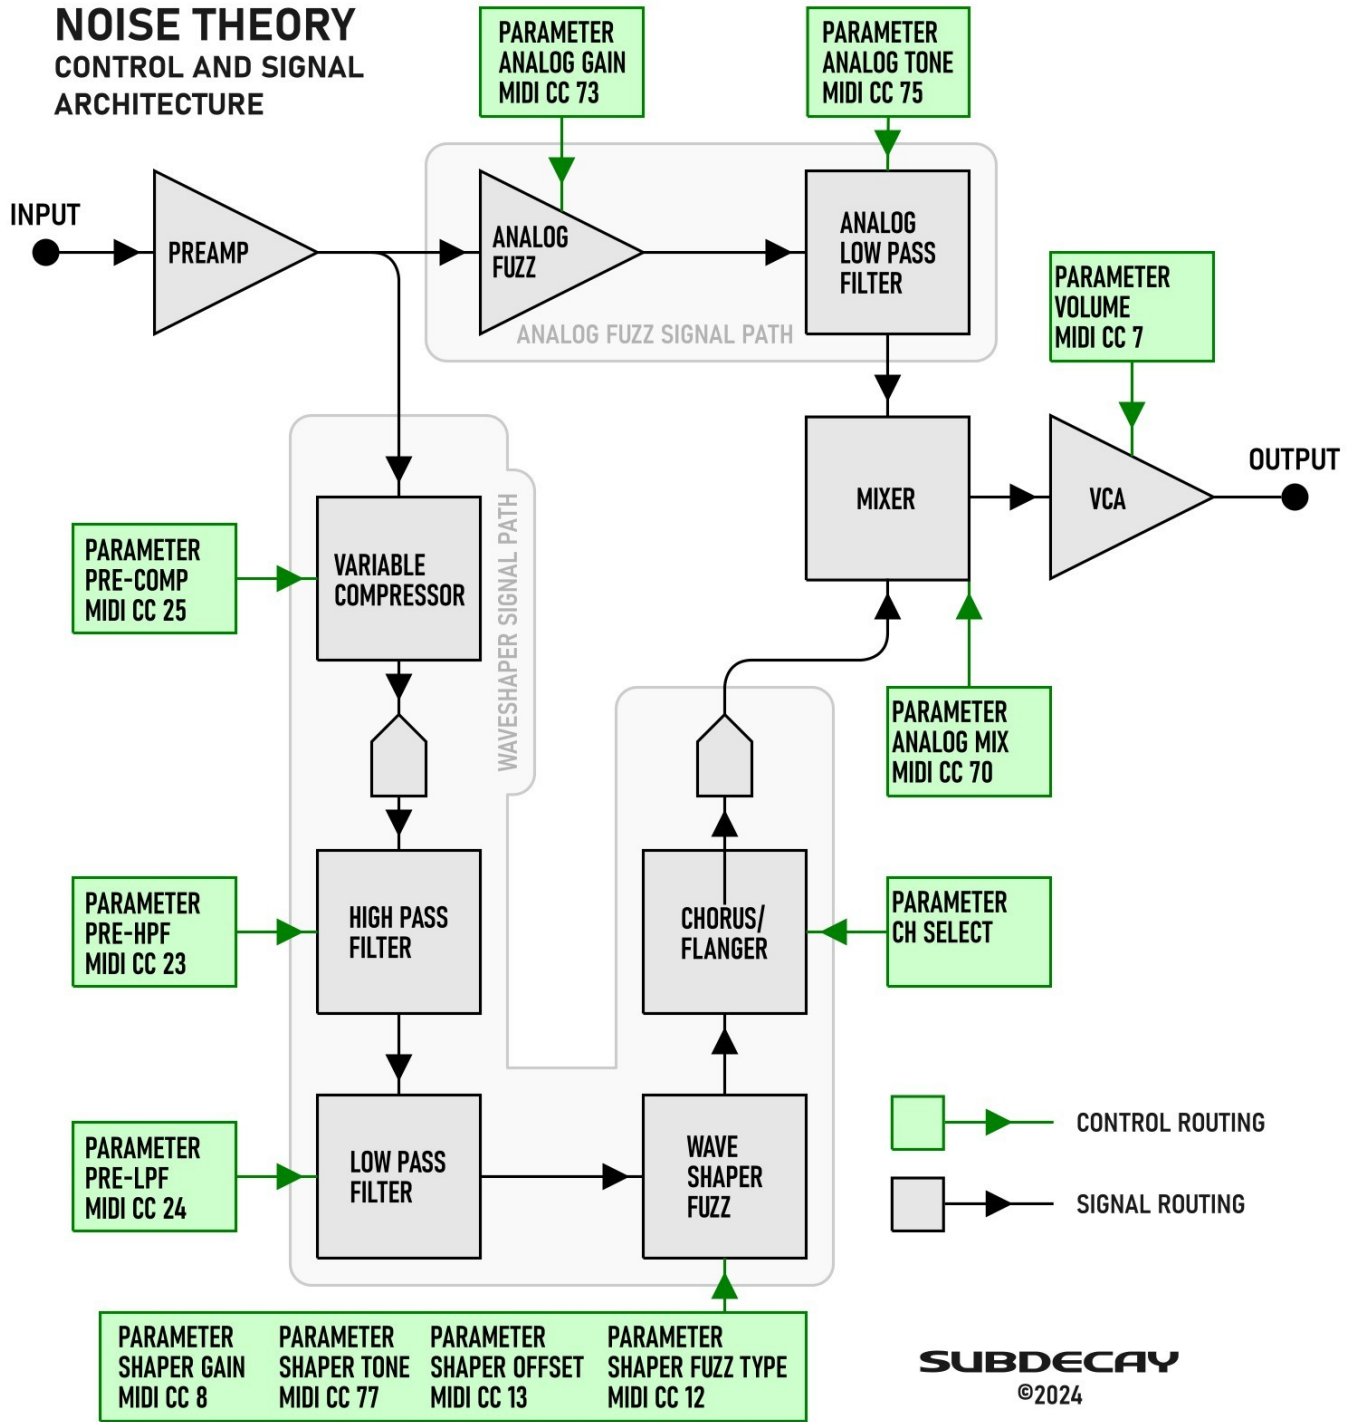 NOISE THEORY
CONTROL AND SIGNAL
ARCHITECTURE
PARAMETER
ANALOG GAIN
MIDI CC 73
PARAMETER
ANALOG TONE
MIDI CC 75
INPUT
PREAMP
ANALOG
FUZZ
ANALOG
LOW PASS
FILTER
ANALOG FUZZ SIGNAL PATH
PARAMETER
VOLUME
MIDI CC 7
MIXER
VCA
OUTPUT
WAVESHAPER SIGNAL PATH
PARAMETER
PRE-COMP
MIDI CC 25
VARIABLE
COMPRESSOR
PARAMETER
ANALOG MIX
MIDI CC 70
PARAMETER
PRE-HPF
MIDI CC 23
HIGH PASS
FILTER
CHORUS/
FLANGER
PARAMETER
CH SELECT
PARAMETER
PRE-LPF
MIDI CC 24
LOW PASS
FILTER
WAVE
SHAPER
FUZZ
CONTROL ROUTING
SIGNAL ROUTING
PARAMETER
SHAPER GAIN
MIDI CC 8
PARAMETER
SHAPER TONE
MIDI CC 77
PARAMETER
SHAPER OFFSET
MIDI CC 13
PARAMETER
SHAPER FUZZ TYPE
MIDI CC 12
SUBDECAY
©2024